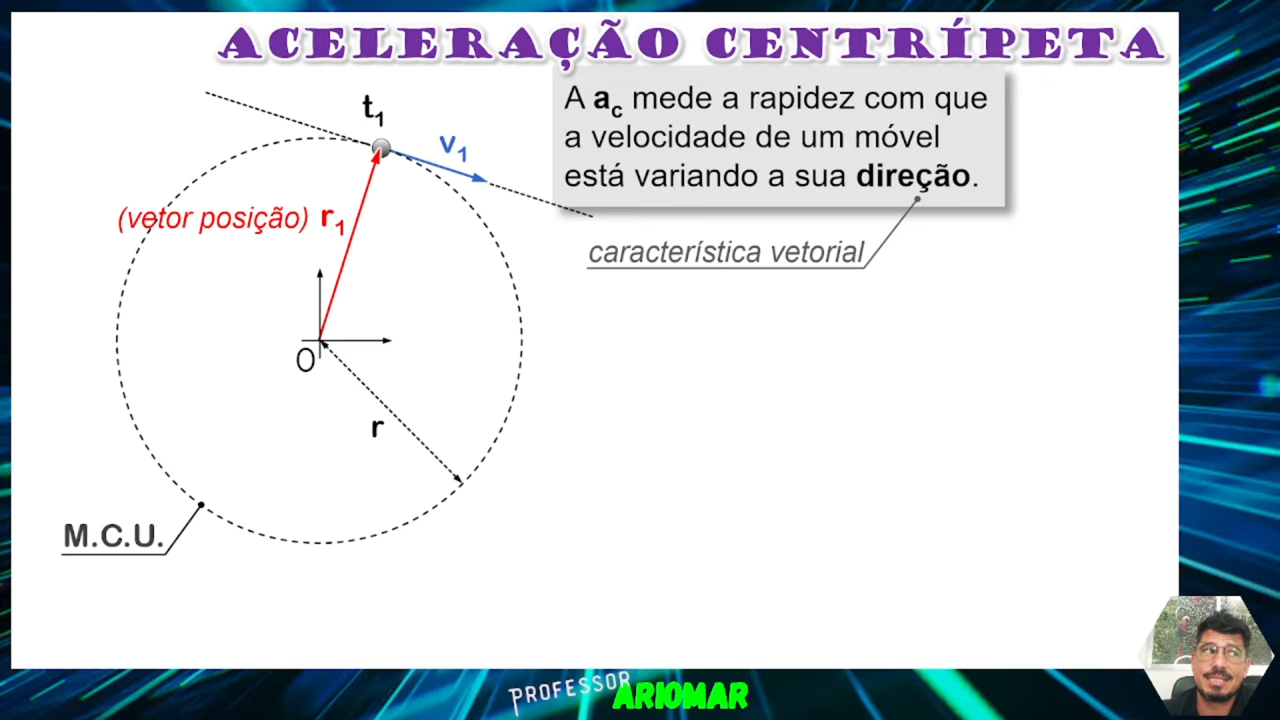 ACELERAÇÃO CENTRÍPETA
t1
v1
(vetor posição) r1
O
r
M.C.U.
A ac mede a rapidez com que
a velocidade de um móvel
está variando a sua direção.
característica vetorial
PROFESSOR ARIOMAR